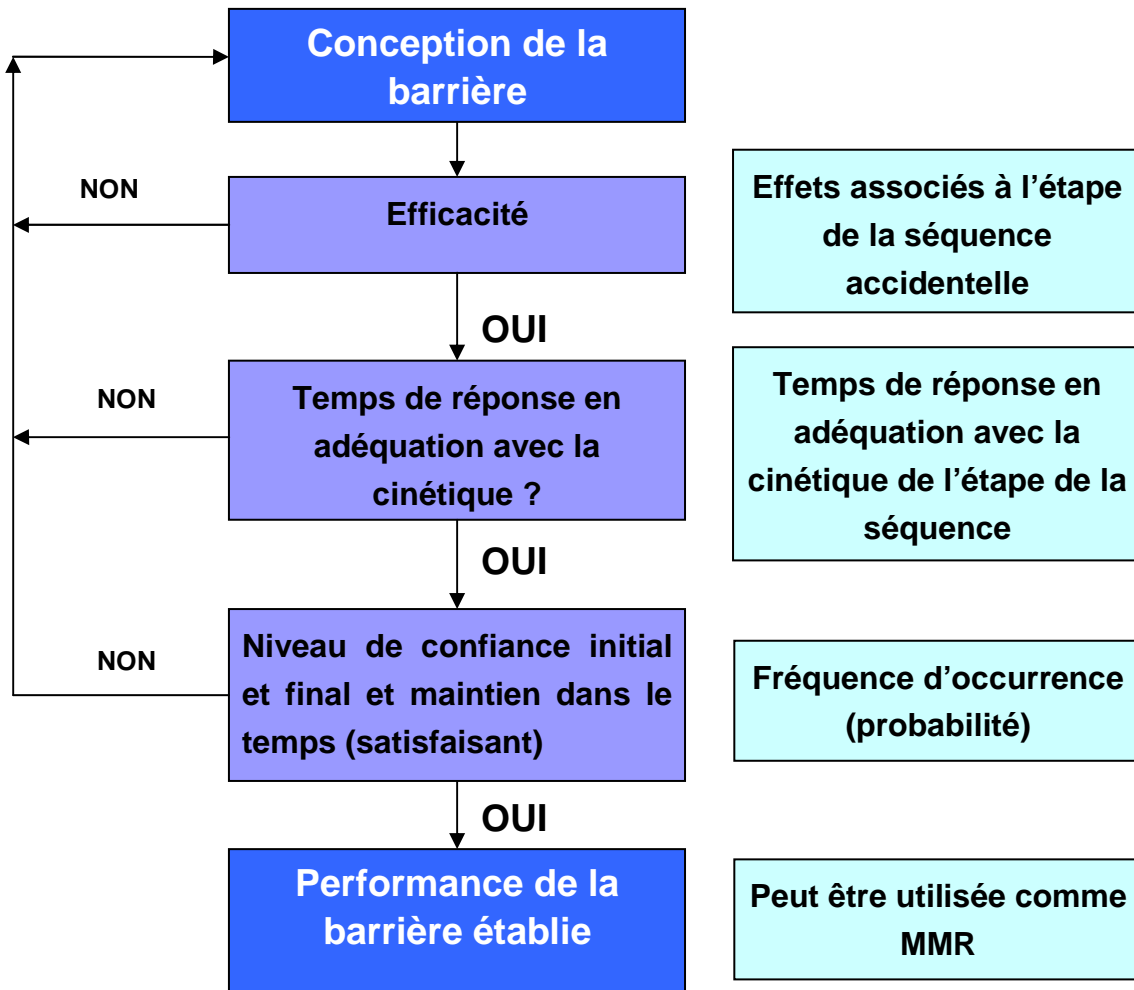 Conception de la
barrière
NON
Efficacité
Effets associés à l’étape
de la séquence
accidentelle
OUI
NON
Temps de réponse en
adéquation avec la
cinétique ?
Temps de réponse en
adéquation avec la
cinétique de l’étape de la
séquence
OUI
NON
Niveau de confiance initial
et final et maintien dans le
temps (satisfaisant)
Fréquence d’occurrence
(probabilité)
OUI
Performance de la
barrière établie
Peut être utilisée comme
MMR